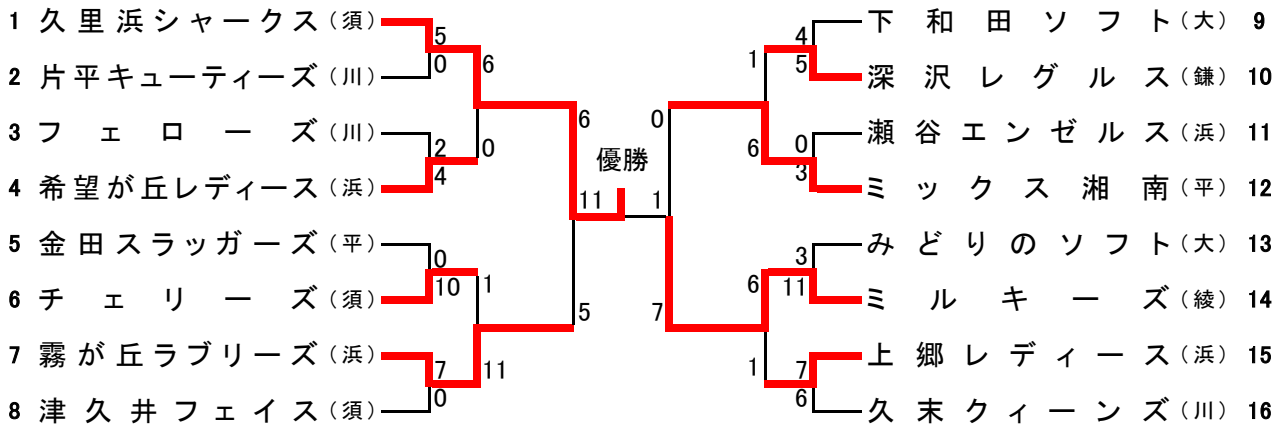 1 久里浜シャークス（須） 5
2 片平キューティーズ（川） 0
6
3 フェローズ（川） 2
4 希望が丘レディース（浜） 4
0
6
5 金田スラッガーズ（平） 0
6 チェリーズ（須） 10
1
7 霧が丘ラブリーズ（浜） 7
8 津久井フェイス（須） 0
11
5
優勝
11 1
4 下和田ソフト（大） 9
5 深沢レグルス（鎌） 10
1
0 瀬谷エンゼルス（浜） 11
3 ミックス湘南（平） 12
6
0
3 みどりのソフト（大） 13
11 ミルキーズ（綾） 14
6
7 上郷レディース（浜） 15
6 久末クィーンズ（川） 16
1
7